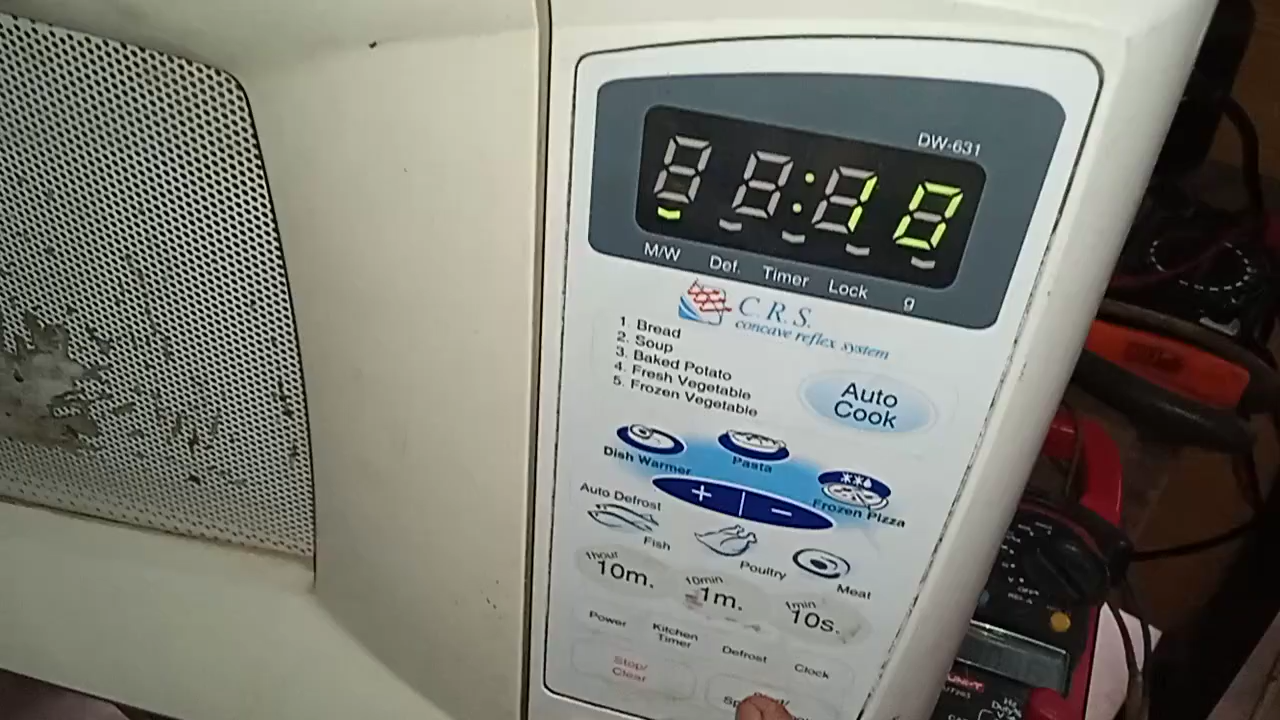 DW-631
:10
M/W Def. Timer Lock g
C.R.S.
concave reflex system
1 Bread
2. Soup
3. Baked Potato
4. Fresh Vegetable
5. Frozen Vegetable
Auto
Cook
Dish Warmer
Pasta
Frozen Pizza
+ −
Auto Defrost
Fish
Poultry
Meat
1hour
10m.
10min
1m.
1min
10s.
Power
Kitchen
Timer
Defrost
Clock
Stop/
Clear